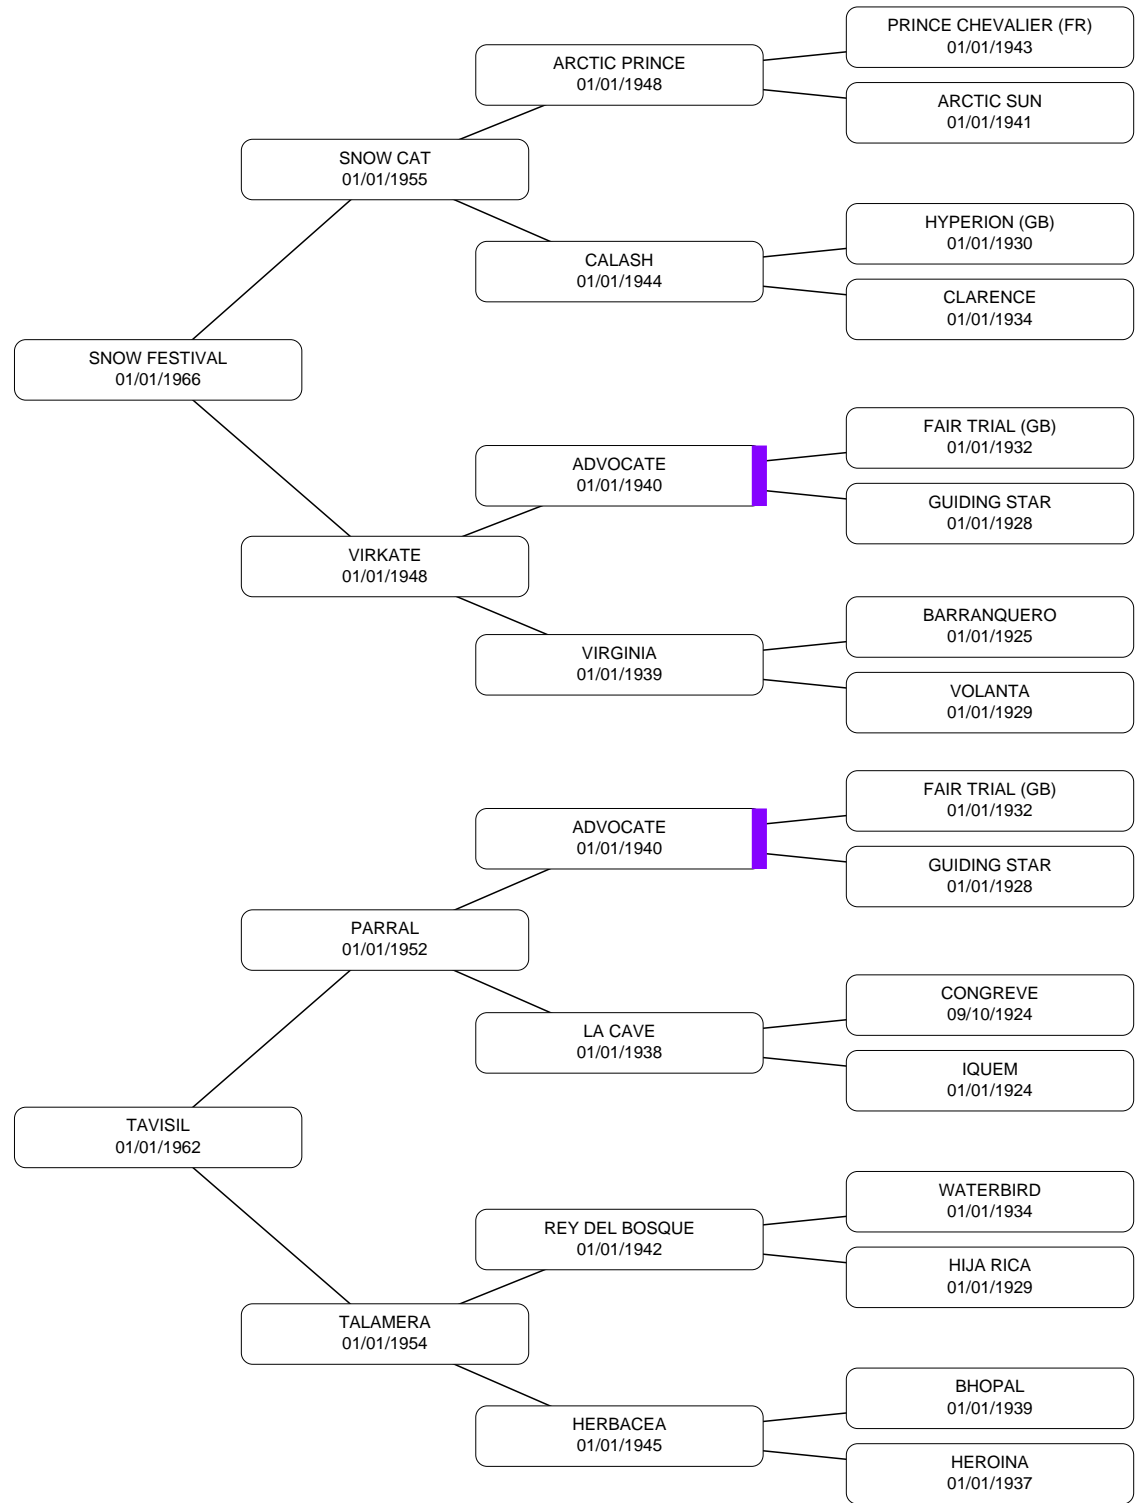 PRINCE CHEVALIER (FR)
01/01/1943
ARCTIC PRINCE
01/01/1948
ARCTIC SUN
01/01/1941
SNOW CAT
01/01/1955
HYPERION (GB)
01/01/1930
CALASH
01/01/1944
CLARENCE
01/01/1934
SNOW FESTIVAL
01/01/1966
FAIR TRIAL (GB)
01/01/1932
ADVOCATE
01/01/1940
GUIDING STAR
01/01/1928
VIRKATE
01/01/1948
BARRANQUERO
01/01/1925
VIRGINIA
01/01/1939
VOLANTA
01/01/1929
FAIR TRIAL (GB)
01/01/1932
ADVOCATE
01/01/1940
GUIDING STAR
01/01/1928
PARRAL
01/01/1952
CONGREVE
09/10/1924
LA CAVE
01/01/1938
IQUEM
01/01/1924
TAVISIL
01/01/1962
WATERBIRD
01/01/1934
REY DEL BOSQUE
01/01/1942
HIJA RICA
01/01/1929
TALAMERA
01/01/1954
BHOPAL
01/01/1939
HERBACEA
01/01/1945
HEROINA
01/01/1937